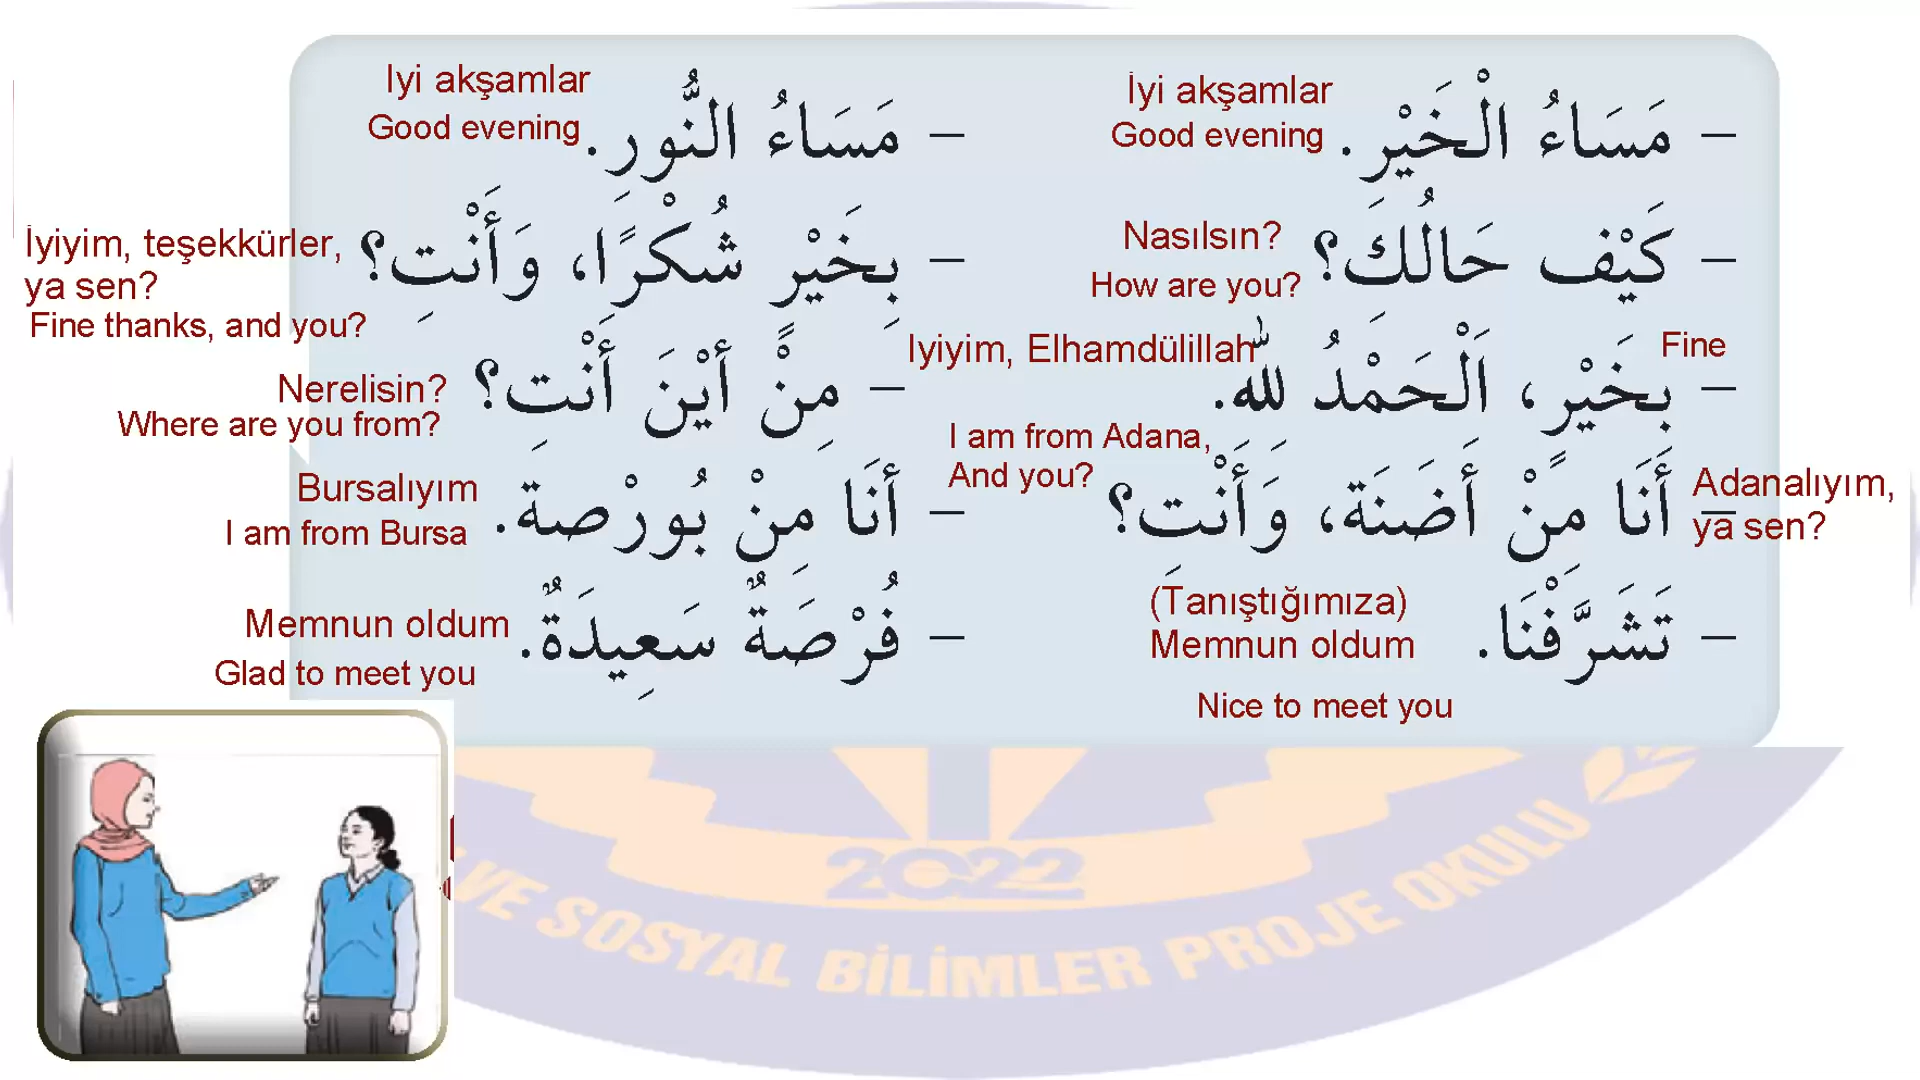 İyi akşamlar
Good evening
– مَسَاءُ الْخَيْرِ.
Iyi akşamlar
Good evening
– مَسَاءُ النُّورِ.
Nasılsın?
How are you?
– كَيْفَ حَالُكَ؟
İyiyim, teşekkürler,
ya sen?
Fine thanks, and you?
– بِخَيْرٍ شُكْرًا، وَأَنْتِ؟
Iyiyim, Elhamdülillah
Fine
– بِخَيْرٍ، اَلْحَمْدُ لِلّٰهِ.
Nerelisin?
Where are you from?
– مِنْ أَيْنَ أَنْتِ؟
I am from Adana,
And you?
Adanalıyım,
ya sen?
– أَنَا مِنْ أَضَنَة، وَأَنْتِ؟
Bursalıyım
I am from Bursa
– أَنَا مِنْ بُورْصَة.
(Tanıştığımıza)
Memnun oldum
Nice to meet you
– تَشَرَّفْنَا.
Memnun oldum
Glad to meet you
– فُرْصَةٌ سَعِيدَةٌ.
2022
VE SOSYAL BİLİMLER PROJE OKULU